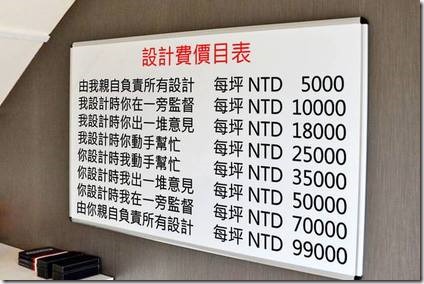 設計費價目表
由我親自負責所有設計 每坪 NTD 5000
我設計時你在一旁監督 每坪 NTD 10000
我設計時你出一堆意見 每坪 NTD 18000
我設計時你動手幫忙 每坪 NTD 25000
你設計時我動手幫忙 每坪 NTD 35000
你設計時我出一堆意見 每坪 NTD 50000
你設計時我在一旁監督 每坪 NTD 70000
由你親自負責所有設計 每坪 NTD 99000